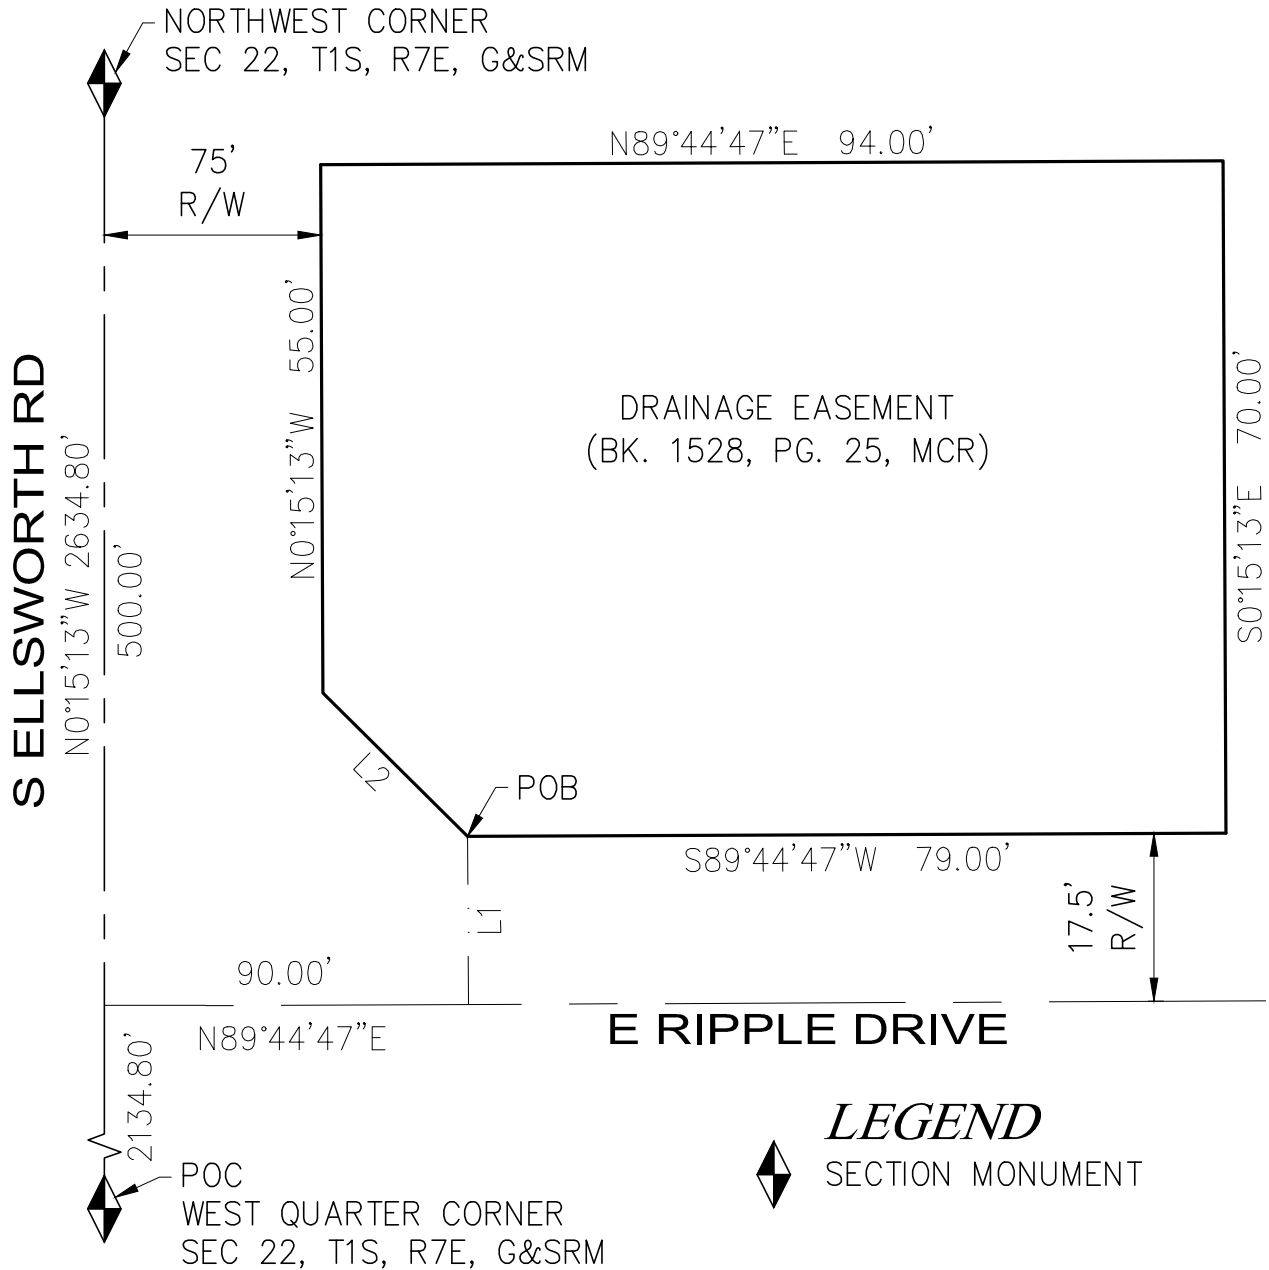 NORTHWEST CORNER
SEC 22, T1S, R7E, G&SRM
75'
R/W
N89°44'47"E 94.00'
N0°15'13"W 55.00'
DRAINAGE EASEMENT
(BK. 1528, PG. 25, MCR)
S0°15'13"E 70.00'
S ELLSWORTH RD
N0°15'13"W 2634.80'
500.00'
L2
POB
S89°44'47"W 79.00'
L1
17.5'
R/W
90.00'
N89°44'47"E
E RIPPLE DRIVE
2134.80'
POC
WEST QUARTER CORNER
SEC 22, T1S, R7E, G&SRM
LEGEND
SECTION MONUMENT